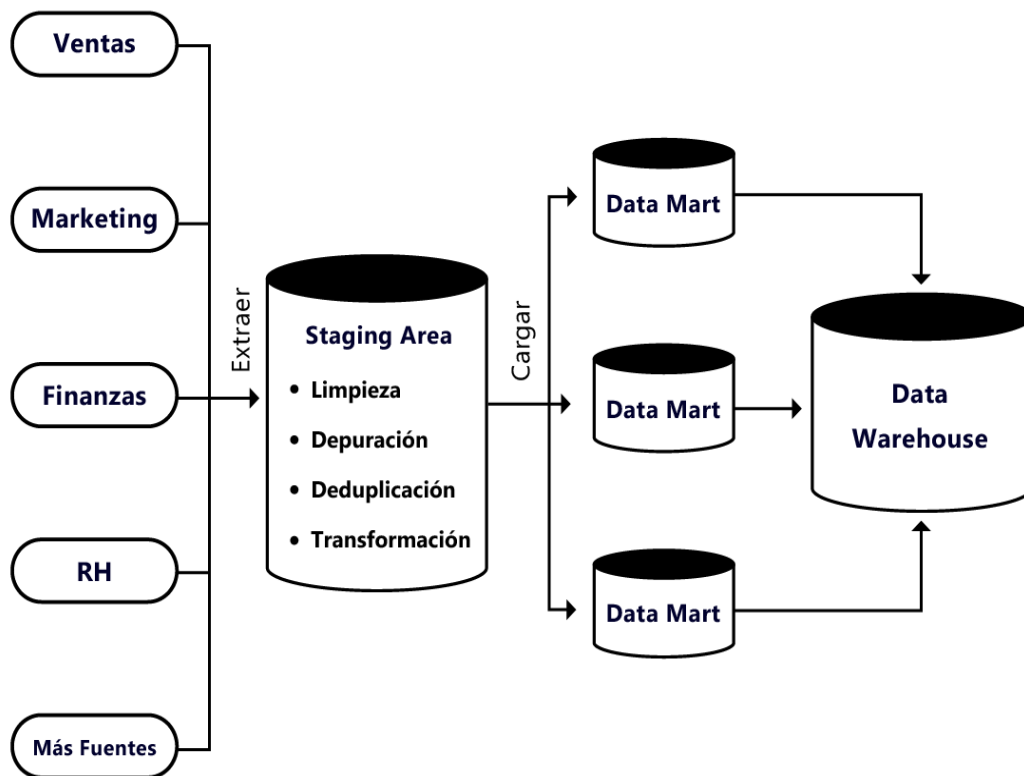 Ventas
Marketing
Finanzas
RH
Más Fuentes
Extraer
Staging Area
• Limpieza
• Depuración
• Deduplicación
• Transformación
Cargar
Data Mart
Data Mart
Data Mart
Data
Warehouse